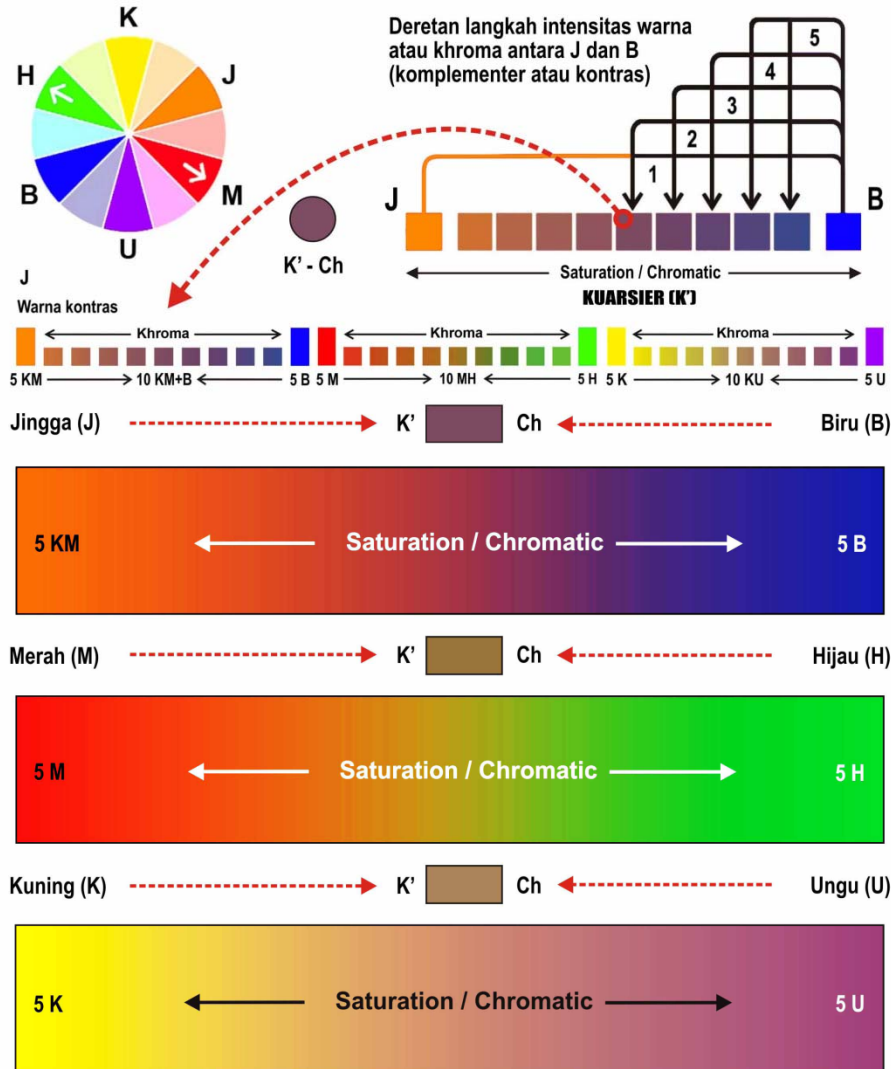 K
H
J
B
M
U
Deretan langkah intensitas warna
atau khroma antara J dan B
(komplementer atau kontras)
5
4
3
2
1
J
B
K' - Ch
Saturation / Chromatic
KUARSIER (K')
J
Warna kontras
Khroma
Khroma
Khroma
5 KM
10 KM+B
5 B
5 M
10 MH
5 H
5 K
10 KU
5 U
Jingga (J)
K'
Ch
Biru (B)
5 KM
Saturation / Chromatic
5 B
Merah (M)
K'
Ch
Hijau (H)
5 M
Saturation / Chromatic
5 H
Kuning (K)
K'
Ch
Ungu (U)
5 K
Saturation / Chromatic
5 U